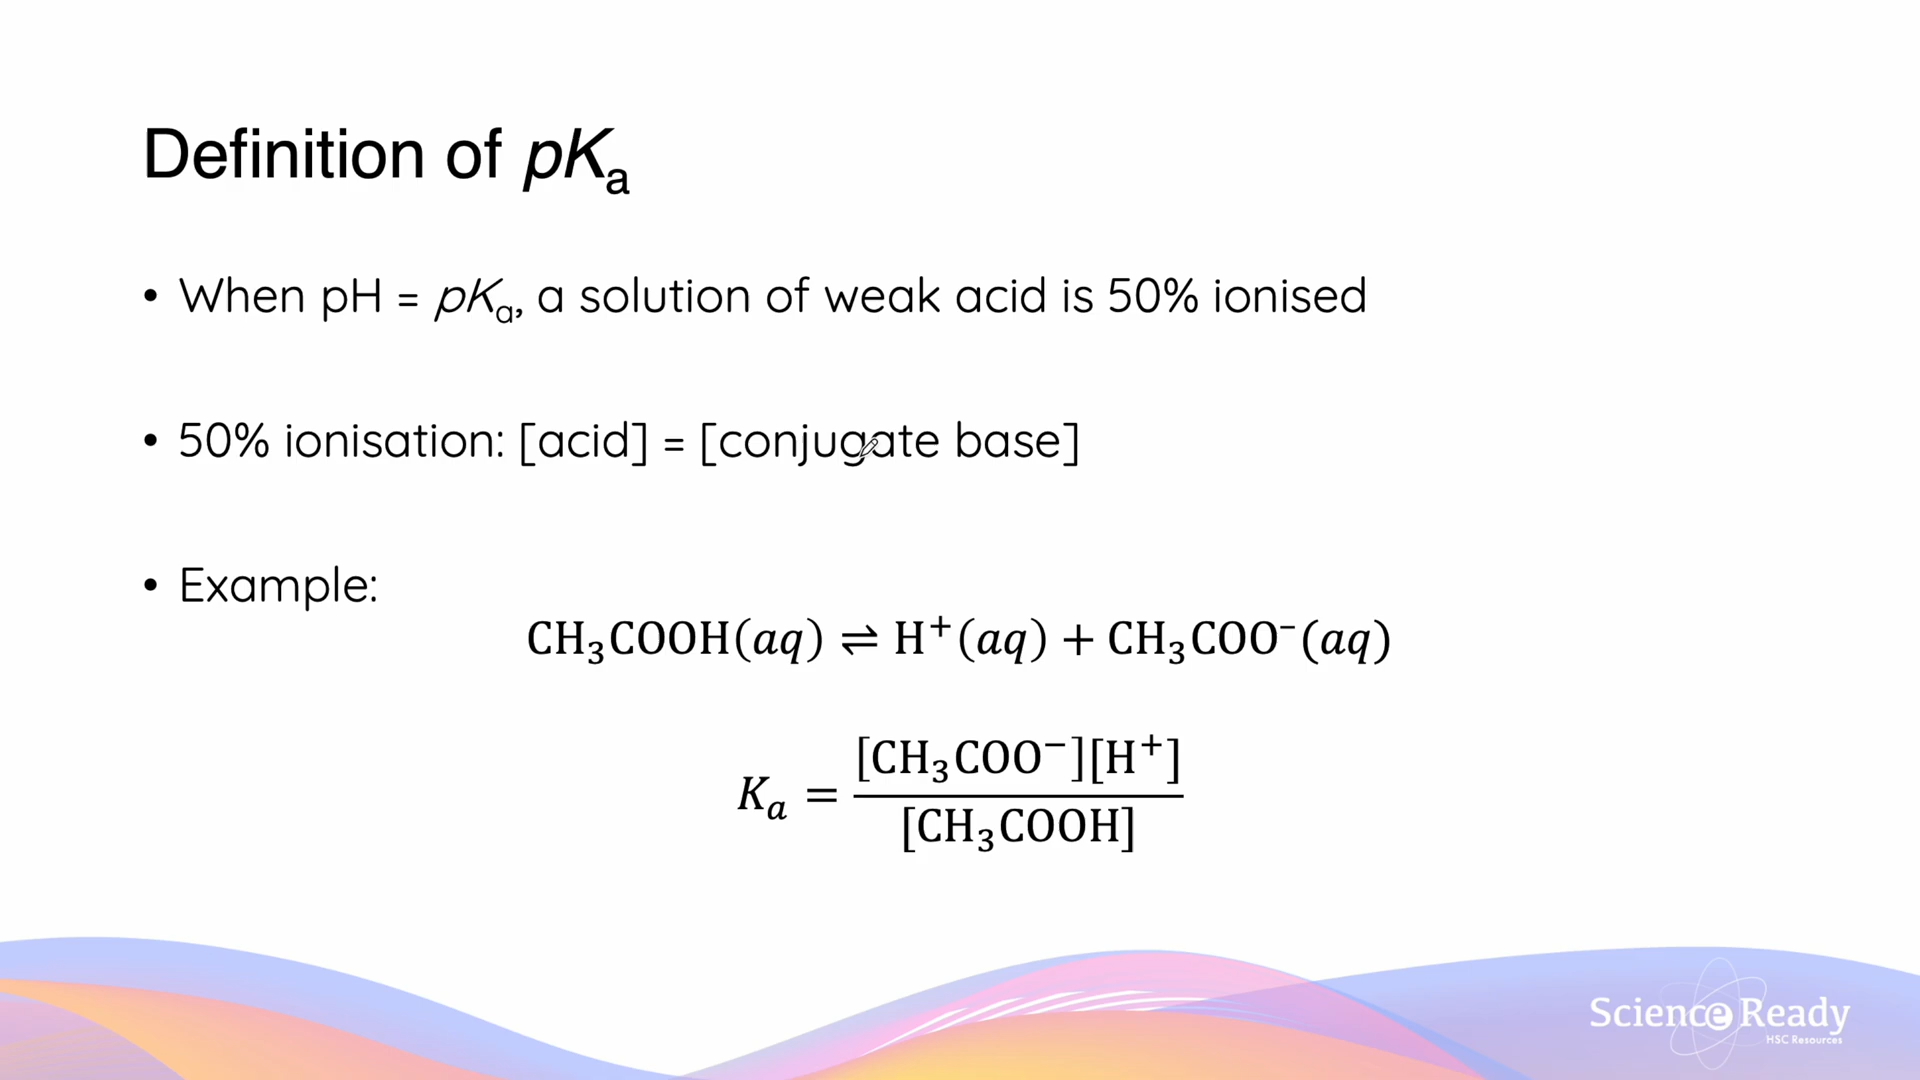 Definition of pKₐ
• When pH = pKₐ, a solution of weak acid is 50% ionised
• 50% ionisation: [acid] = [conjugate base]
• Example:
CH₃COOH(aq) ⇌ H⁺(aq) + CH₃COO⁻(aq)
Kₐ = [CH₃COO⁻][H⁺] / [CH₃COOH]
Science Ready
HSC Resources